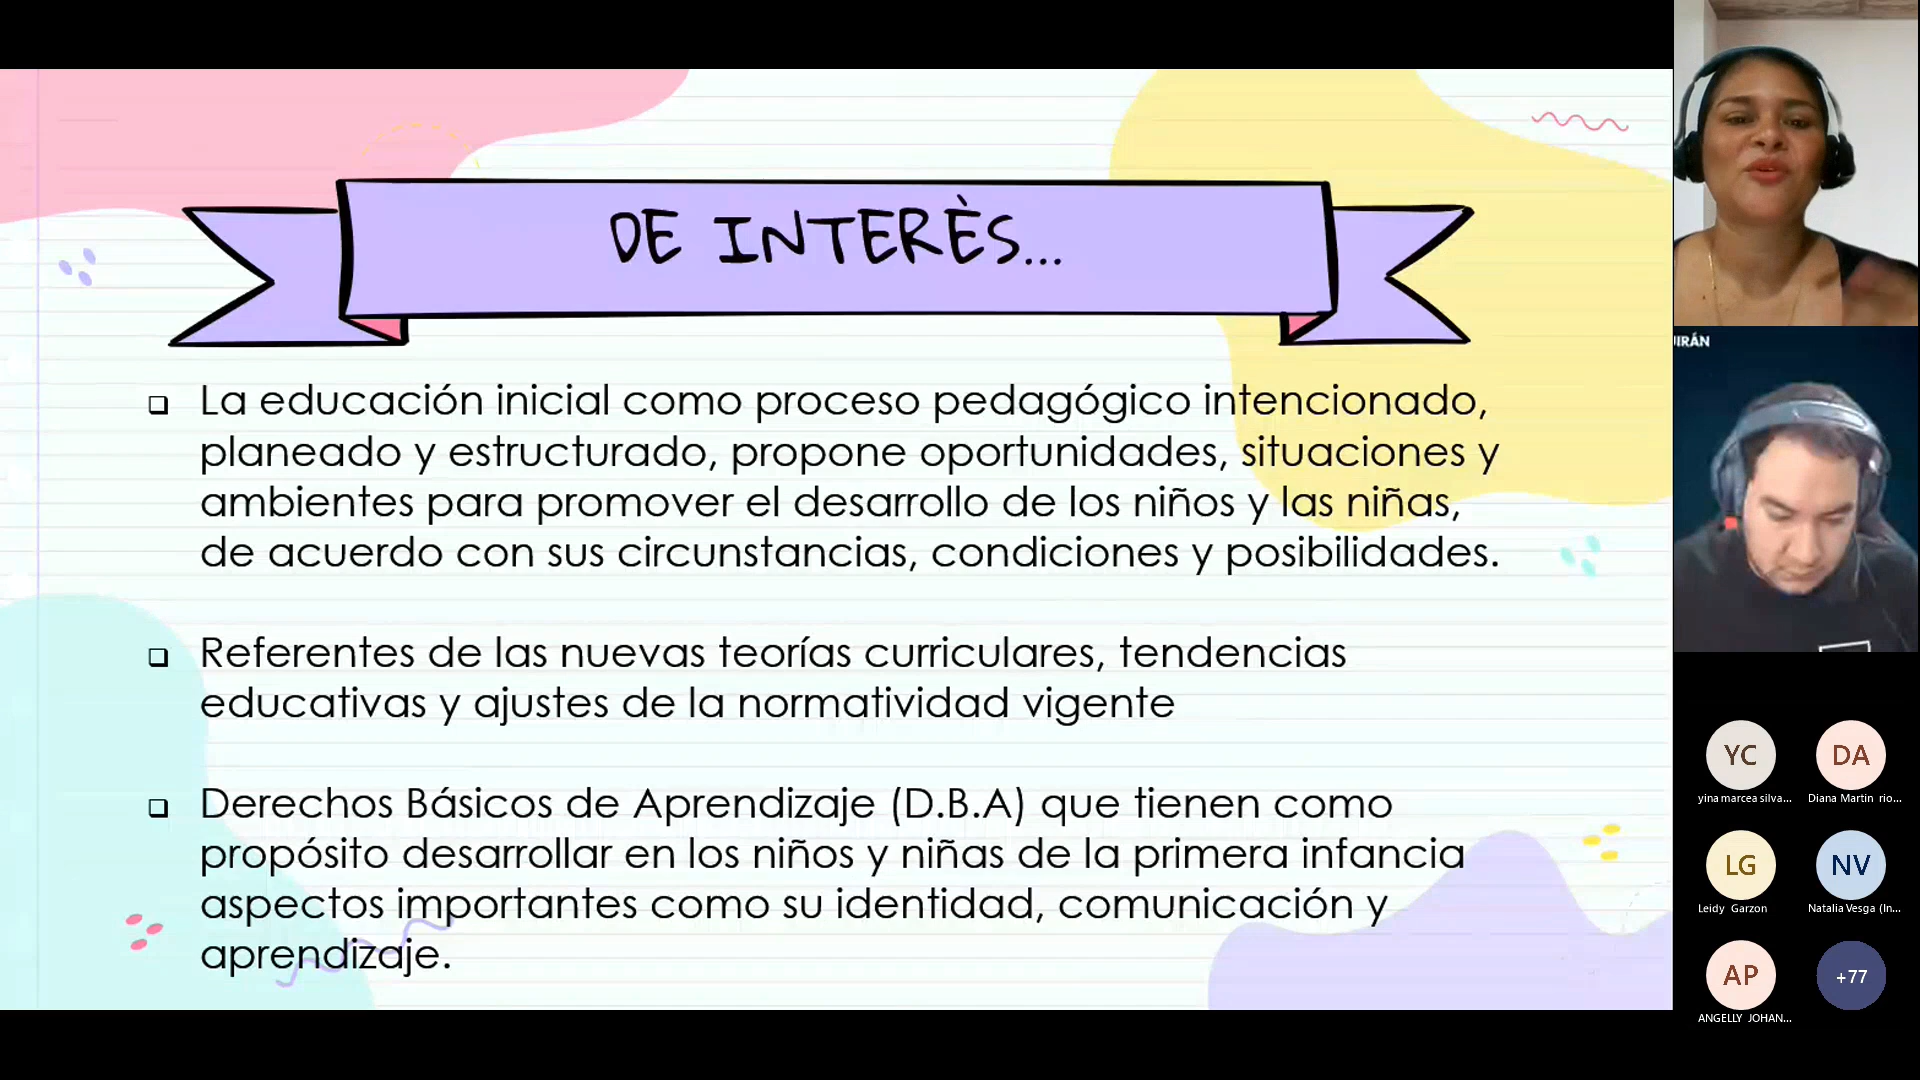 DE INTERÈS...
❑ La educación inicial como proceso pedagógico intencionado,
planeado y estructurado, propone oportunidades, situaciones y
ambientes para promover el desarrollo de los niños y las niñas,
de acuerdo con sus circunstancias, condiciones y posibilidades.
❑ Referentes de las nuevas teorías curriculares, tendencias
educativas y ajustes de la normatividad vigente
❑ Derechos Básicos de Aprendizaje (D.B.A) que tienen como
propósito desarrollar en los niños y niñas de la primera infancia
aspectos importantes como su identidad, comunicación y
aprendizaje.
UIRÁN
YC
DA
yina marcea silva...
Diana Martin rio...
LG
NV
Leidy Garzon
Natalia Vesga (In...
AP
+77
ANGELLY JOHAN...